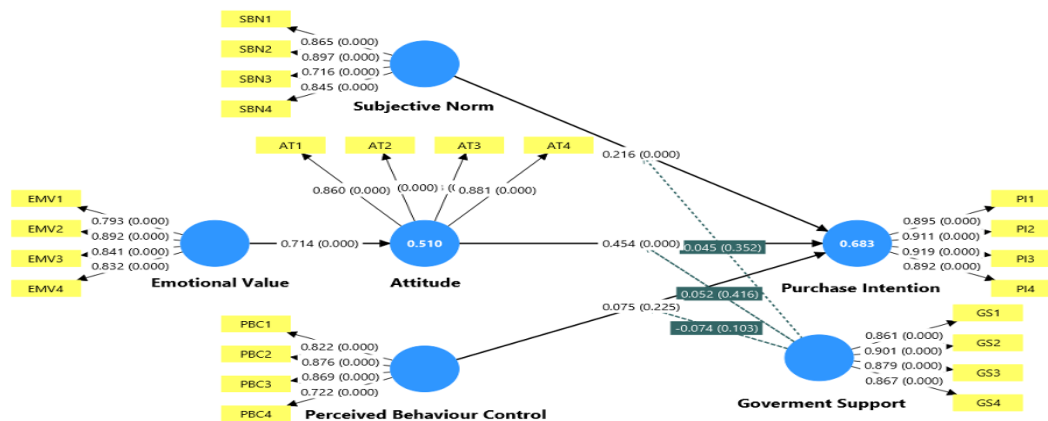 SBN1
SBN2
SBN3
SBN4
0.865 (0.000)
0.897 (0.000)
0.716 (0.000)
0.845 (0.000)
Subjective Norm
AT1
AT2
AT3
AT4
0.860 (0.000)
(0.000)
0.881 (0.000)
EMV1
EMV2
EMV3
EMV4
0.793 (0.000)
0.892 (0.000)
0.841 (0.000)
0.832 (0.000)
Emotional Value
0.714 (0.000)
0.510
Attitude
0.216 (0.000)
0.454 (0.000)
0.045 (0.352)
0.052 (0.416)
0.075 (0.225)
-0.074 (0.103)
0.683
Purchase Intention
0.895 (0.000)
0.911 (0.000)
0.919 (0.000)
0.892 (0.000)
PI1
PI2
PI3
PI4
PBC1
PBC2
PBC3
PBC4
0.822 (0.000)
0.876 (0.000)
0.869 (0.000)
0.722 (0.000)
Perceived Behaviour Control
Goverment Support
0.861 (0.000)
0.901 (0.000)
0.879 (0.000)
0.867 (0.000)
GS1
GS2
GS3
GS4